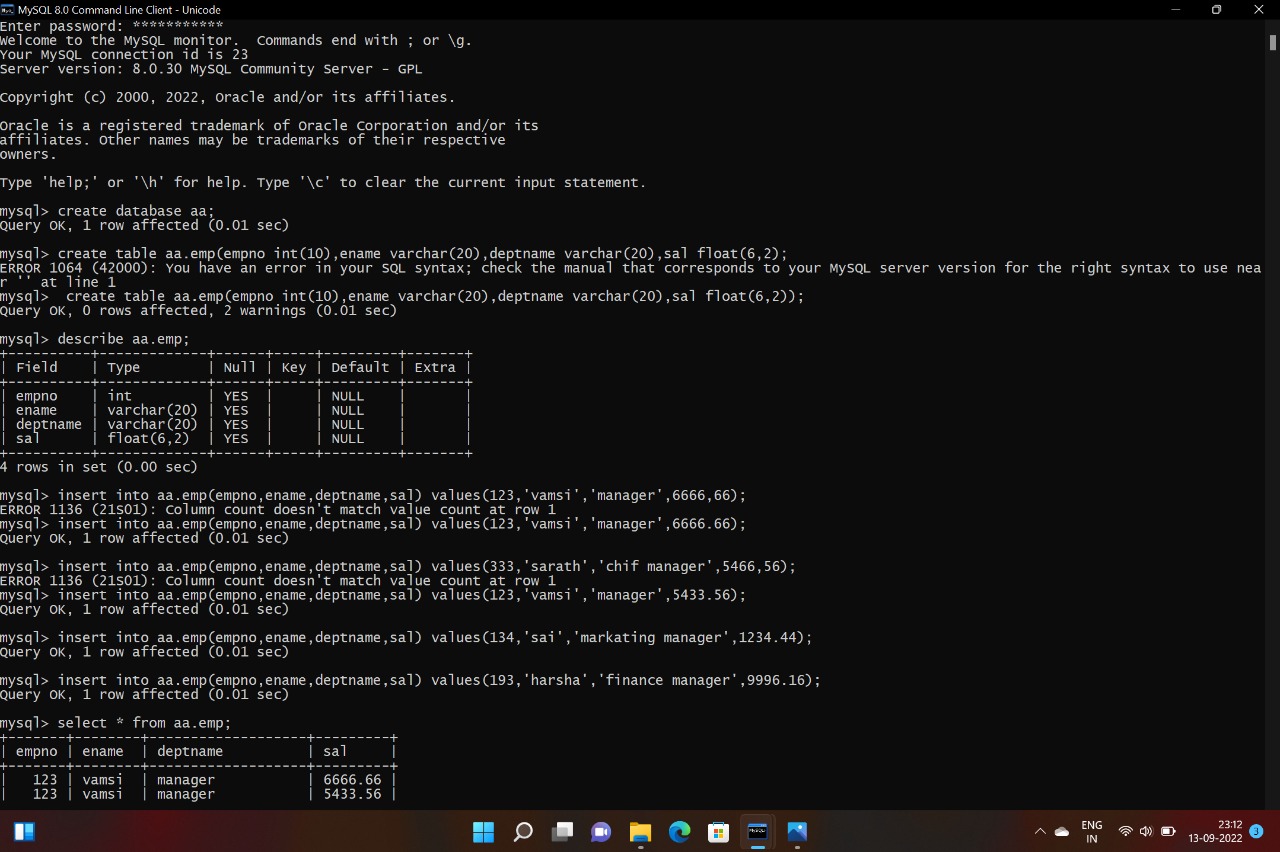 MySQL 8.0 Command Line Client - Unicode
Enter password: ***********
Welcome to the MySQL monitor.  Commands end with ; or \g.
Your MySQL connection id is 23
Server version: 8.0.30 MySQL Community Server - GPL
Copyright (c) 2000, 2022, Oracle and/or its affiliates.
Oracle is a registered trademark of Oracle Corporation and/or its
affiliates. Other names may be trademarks of their respective
owners.
Type 'help;' or '\h' for help. Type '\c' to clear the current input statement.
mysql> create database aa;
Query OK, 1 row affected (0.01 sec)
mysql> create table aa.emp(empno int(10),ename varchar(20),deptname varchar(20),sal float(6,2);
ERROR 1064 (42000): You have an error in your SQL syntax; check the manual that corresponds to your MySQL server version for the right syntax to use nea
r '' at line 1
mysql>  create table aa.emp(empno int(10),ename varchar(20),deptname varchar(20),sal float(6,2));
Query OK, 0 rows affected, 2 warnings (0.01 sec)
mysql> describe aa.emp;
+----------+-------------+------+-----+---------+-------+
| Field    | Type        | Null | Key | Default | Extra |
+----------+-------------+------+-----+---------+-------+
| empno    | int         | YES  |     | NULL    |       |
| ename    | varchar(20) | YES  |     | NULL    |       |
| deptname | varchar(20) | YES  |     | NULL    |       |
| sal      | float(6,2)  | YES  |     | NULL    |       |
+----------+-------------+------+-----+---------+-------+
4 rows in set (0.00 sec)
mysql> insert into aa.emp(empno,ename,deptname,sal) values(123,'vamsi','manager',6666,66);
ERROR 1136 (21S01): Column count doesn't match value count at row 1
mysql> insert into aa.emp(empno,ename,deptname,sal) values(123,'vamsi','manager',6666.66);
Query OK, 1 row affected (0.01 sec)
mysql> insert into aa.emp(empno,ename,deptname,sal) values(333,'sarath','chif manager',5466,56);
ERROR 1136 (21S01): Column count doesn't match value count at row 1
mysql> insert into aa.emp(empno,ename,deptname,sal) values(123,'vamsi','manager',5433.56);
Query OK, 1 row affected (0.01 sec)
mysql> insert into aa.emp(empno,ename,deptname,sal) values(134,'sai','markating manager',1234.44);
Query OK, 1 row affected (0.01 sec)
mysql> insert into aa.emp(empno,ename,deptname,sal) values(193,'harsha','finance manager',9996.16);
Query OK, 1 row affected (0.01 sec)
mysql> select * from aa.emp;
+-------+--------+-------------------+---------+
| empno | ename  | deptname          | sal     |
+-------+--------+-------------------+---------+
|   123 | vamsi  | manager           | 6666.66 |
|   123 | vamsi  | manager           | 5433.56 |
ENG
IN
23:12
13-09-2022
3